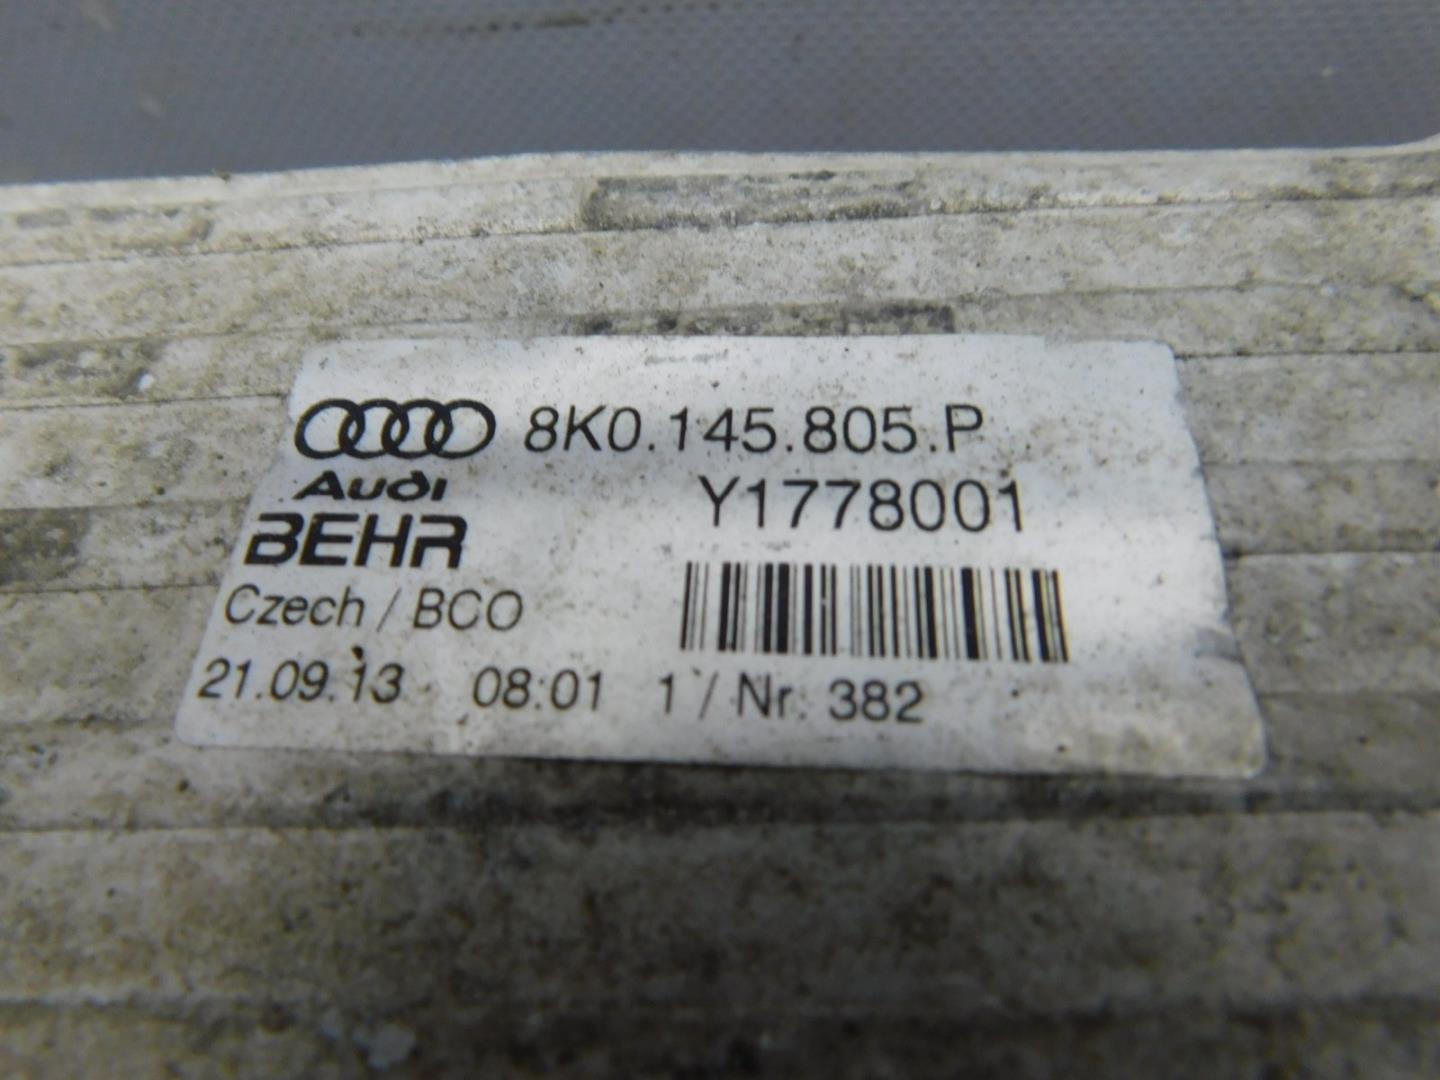 8K0.145.805.P
Audi
Y1778001
BEHR
Czech / BCO
21.09.13 08:01 1 / Nr. 382